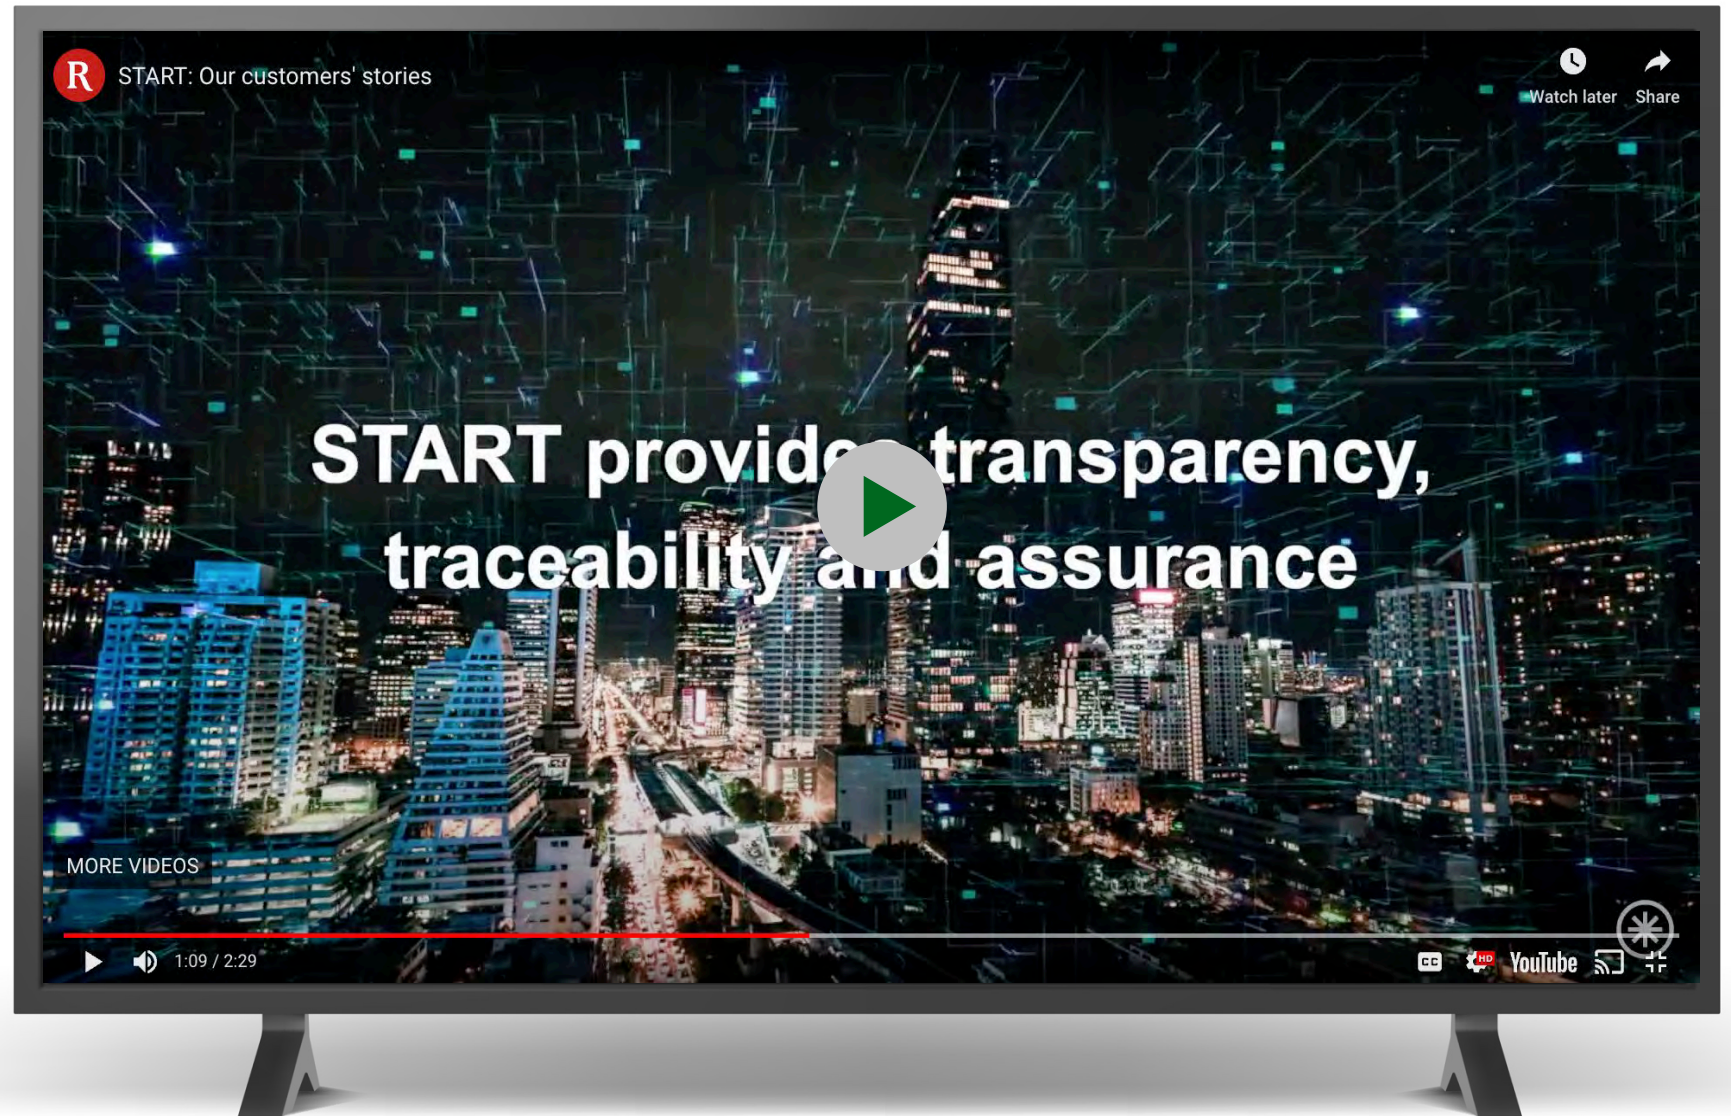 R
START: Our customers' stories
Watch later
Share
START provides transparency,
traceability and assurance
MORE VIDEOS
1:09 / 2:29
CC
HD
YouTube